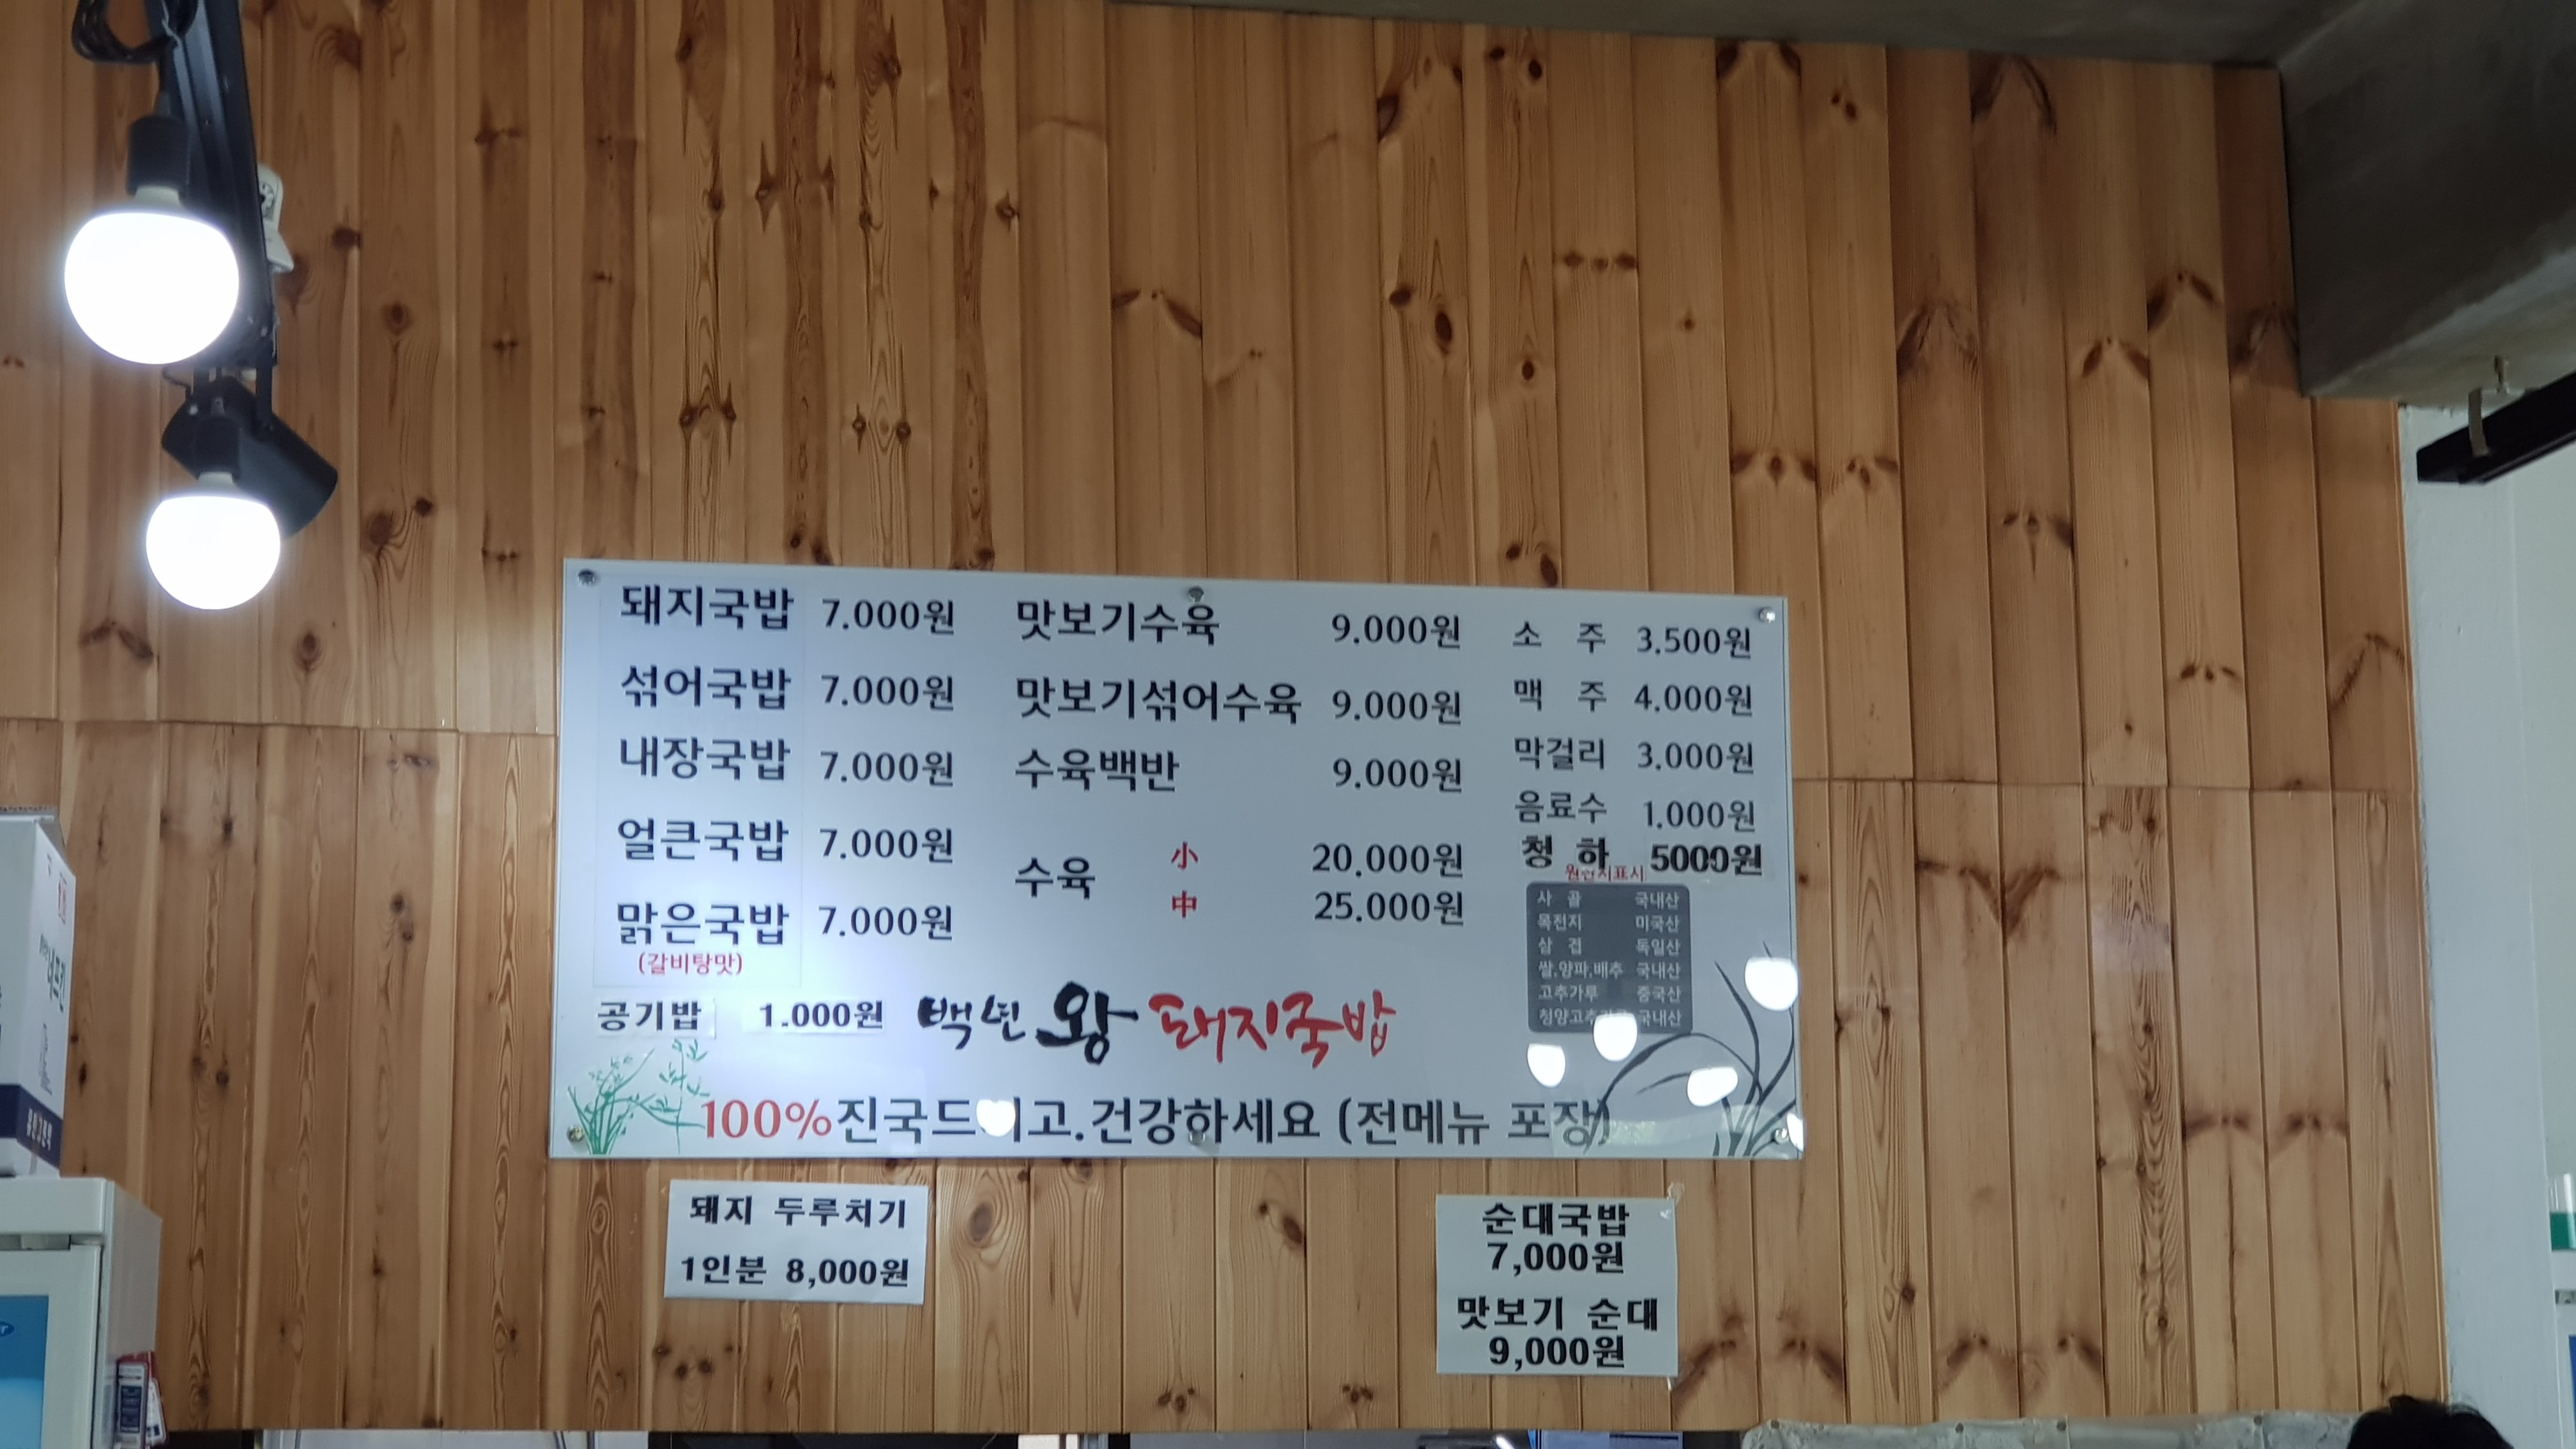 돼지국밥 7.000원
섞어국밥 7.000원
내장국밥 7.000원
얼큰국밥 7.000원
맑은국밥 7.000원
(갈비탕맛)
공기밥 1.000원
맛보기수육 9.000원
맛보기섞어수육 9.000원
수육백반 9.000원
수육 小 20.000원
中 25.000원
소 주 3.500원
맥 주 4.000원
막걸리 3.000원
음료수 1.000원
청 하 5000원
원산지표시
사 골 국내산
목전지 미국산
삼 겹 독일산
쌀.양파.배추 국내산
고추가루 중국산
국내산
백년 왕 돼지국밥
100%진국드시고.건강하세요 (전메뉴 포장)
돼지 두루치기
1인분 8,000원
순대국밥
7,000원
맛보기 순대
9,000원